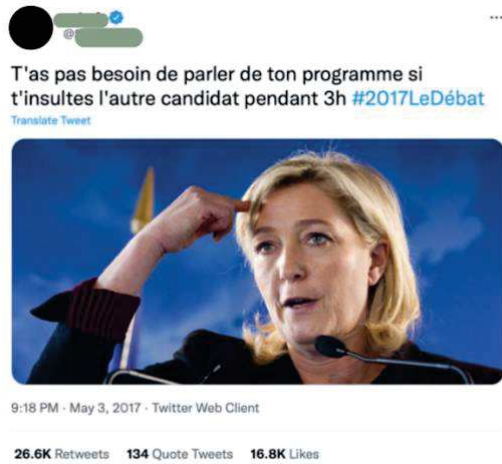 T'as pas besoin de parler de ton programme si
t'insultes l'autre candidat pendant 3h #2017LeDébat
Translate Tweet
9:18 PM · May 3, 2017 · Twitter Web Client
26.6K Retweets 134 Quote Tweets 16.8K Likes